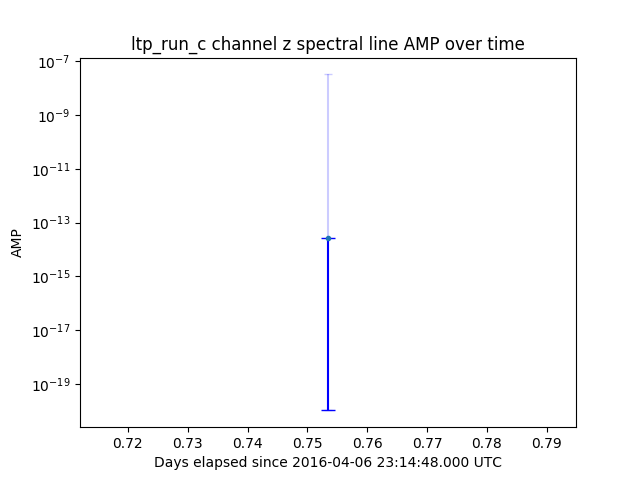 ltp_run_c channel z spectral line AMP over time
10⁻⁷
10⁻⁹
10⁻¹¹
10⁻¹³
10⁻¹⁵
10⁻¹⁷
10⁻¹⁹
AMP
0.72 0.73 0.74 0.75 0.76 0.77 0.78 0.79
Days elapsed since 2016-04-06 23:14:48.000 UTC